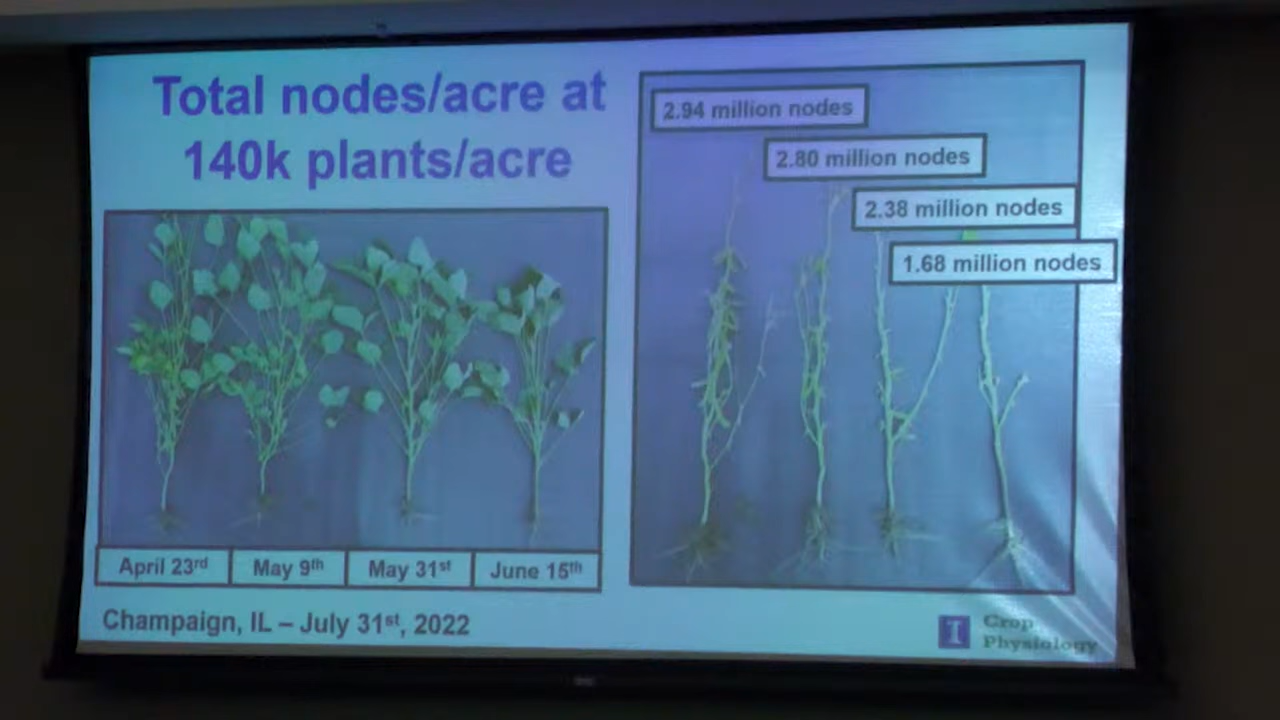 Total nodes/acre at
140k plants/acre
2.94 million nodes
2.80 million nodes
2.38 million nodes
1.68 million nodes
April 23rd
May 9th
May 31st
June 15th
Champaign, IL – July 31st, 2022
I
Crop
Physiology